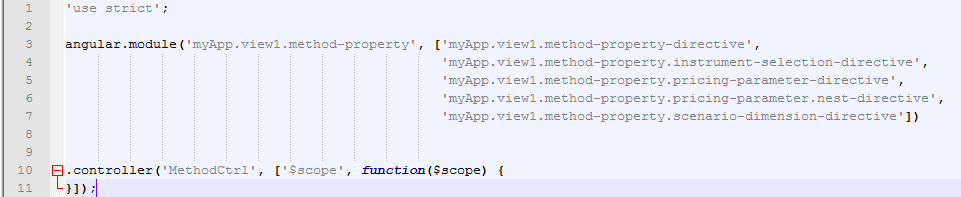 1 'use strict';
2
3 angular.module('myApp.view1.method-property', ['myApp.view1.method-property-directive',
4 'myApp.view1.method-property.instrument-selection-directive',
5 'myApp.view1.method-property.pricing-parameter-directive',
6 'myApp.view1.method-property.pricing-parameter.nest-directive',
7 'myApp.view1.method-property.scenario-dimension-directive'])
8
9
10 .controller('MethodCtrl', ['$scope', function($scope) {
11 }]);